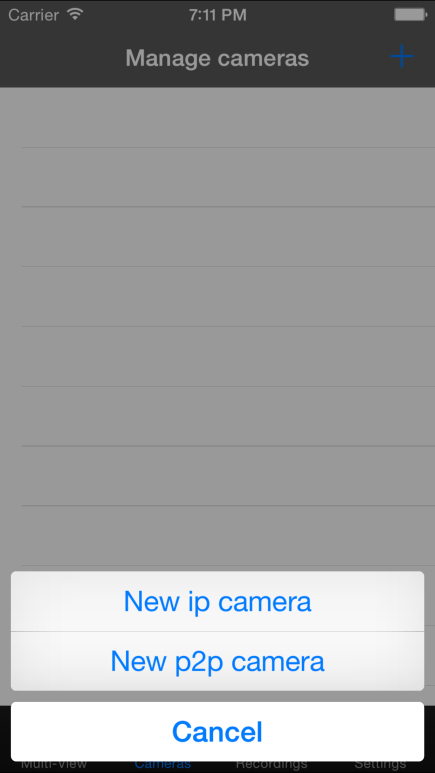 Carrier 7:11 PM
Manage cameras
New ip camera
New p2p camera
Cancel
Multi-View Cameras Recordings Settings